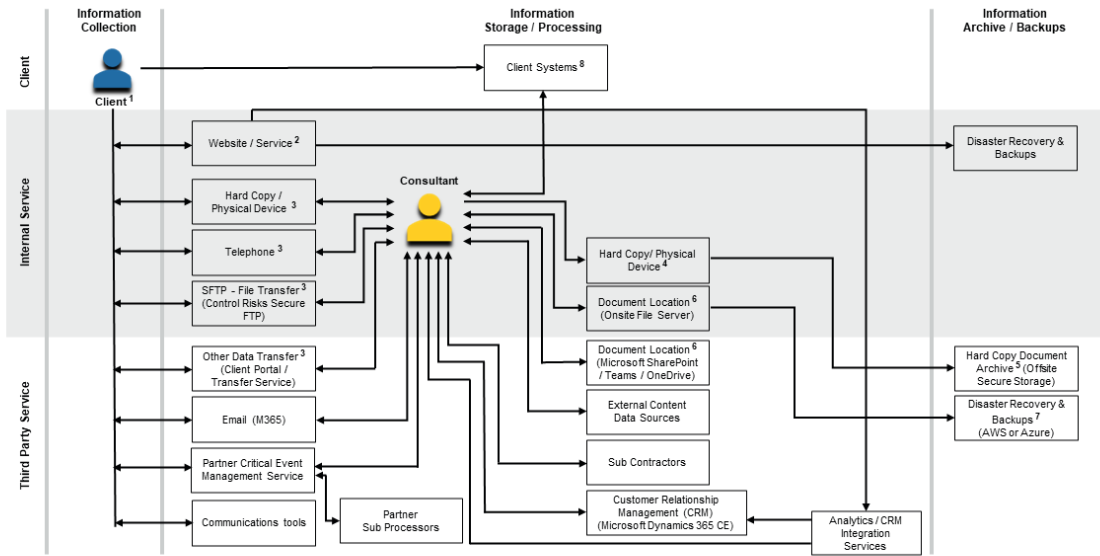 Information
Collection
Information
Storage / Processing
Information
Archive / Backups
Client
Client 1
Client Systems 8
Internal Service
Website / Service 2
Disaster Recovery &
Backups
Consultant
Hard Copy /
Physical Device 3
Telephone 3
Hard Copy/ Physical
Device 4
SFTP - File Transfer 3
(Control Risks Secure
FTP)
Document Location 6
(Onsite File Server)
Third Party Service
Other Data Transfer 3
(Client Portal /
Transfer Service)
Document Location 6
(Microsoft SharePoint
/ Teams / OneDrive)
Hard Copy Document
Archive 5 (Offsite
Secure Storage)
Email (M365)
External Content
Data Sources
Disaster Recovery &
Backups 7
(AWS or Azure)
Partner Critical Event
Management Service
Sub Contractors
Communications tools
Partner
Sub Processors
Customer Relationship
Management (CRM)
(Microsoft Dynamics 365 CE)
Analytics / CRM
Integration
Services